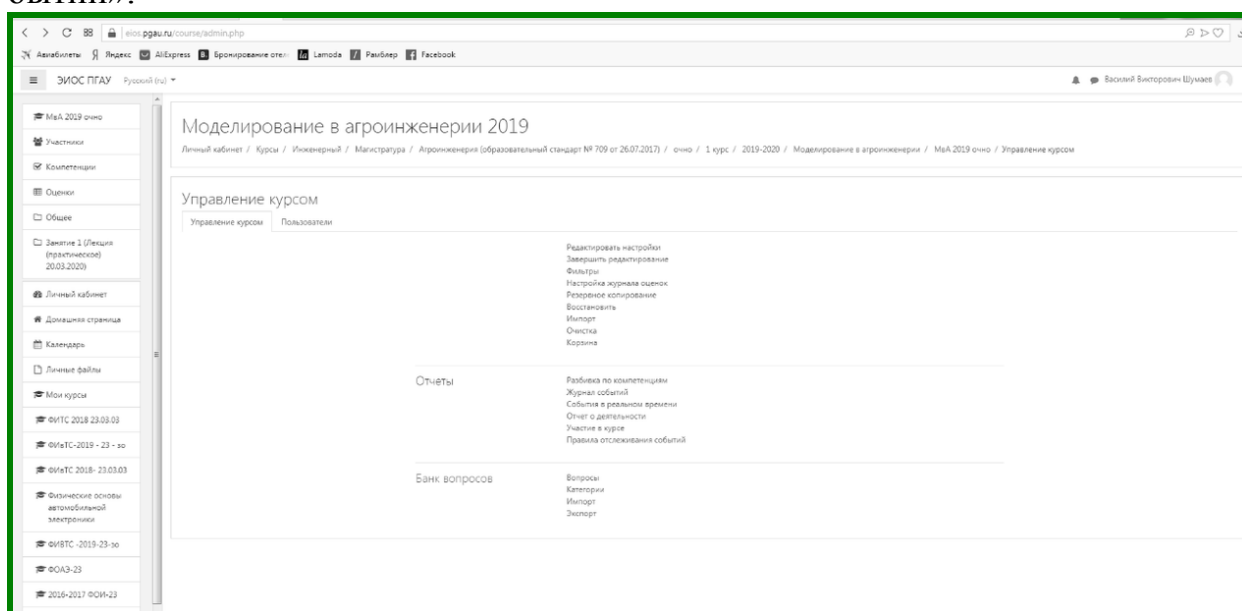 eios.pgau.ru/course/admin.php
Авиабилеты Яндекс AliExpress Бронирование отел Lamoda Рамблер Facebook
ЭИОС ПГАУ Русский (ru)
Василий Викторович Шумаев
МвА 2019 очно
Участники
Компетенции
Оценки
Общее
Занятие 1 (Лекция
(практическое)
20.03.2020)
Личный кабинет
Домашняя страница
Календарь
Личные файлы
Мои курсы
ФИТС 2018 23.03.03
ФИвТС-2019 - 23 - зо
ФИвТС 2018- 23.03.03
Физические основы
автомобильной
электроники
ФИВТС -2019-23-зо
ФОАЭ-23
2016-2017 ФОИ-23
Моделирование в агроинженерии 2019
Личный кабинет / Курсы / Инженерный / Магистратура / Агроинженерия (образовательный стандарт № 709 от 26.07.2017) / очно / 1 курс / 2019-2020 / Моделирование в агроинженерии / МвА 2019 очно / Управление курсом
Управление курсом
Управление курсом Пользователи
Редактировать настройки
Завершить редактирование
Фильтры
Настройка журнала оценок
Резервное копирование
Восстановить
Импорт
Очистка
Корзина
Отчеты
Разбивка по компетенциям
Журнал событий
События в реальном времени
Отчет о деятельности
Участие в курсе
Правила отслеживания событий
Банк вопросов
Вопросы
Категории
Импорт
Экспорт